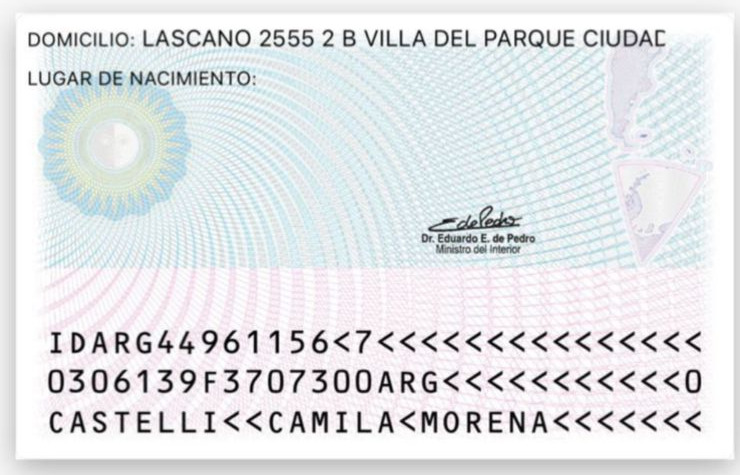 DOMICILIO: LASCANO 2555 2 B VILLA DEL PARQUE CIUDAD
LUGAR DE NACIMIENTO:
EdePedro
Dr. Eduardo E. de Pedro
Ministro del Interior
IDARG44961156<7<<<<<<<<<<<<<<<
0306139F3707300ARG<<<<<<<<<<<0
CASTELLI<<CAMILA<MORENA<<<<<<<